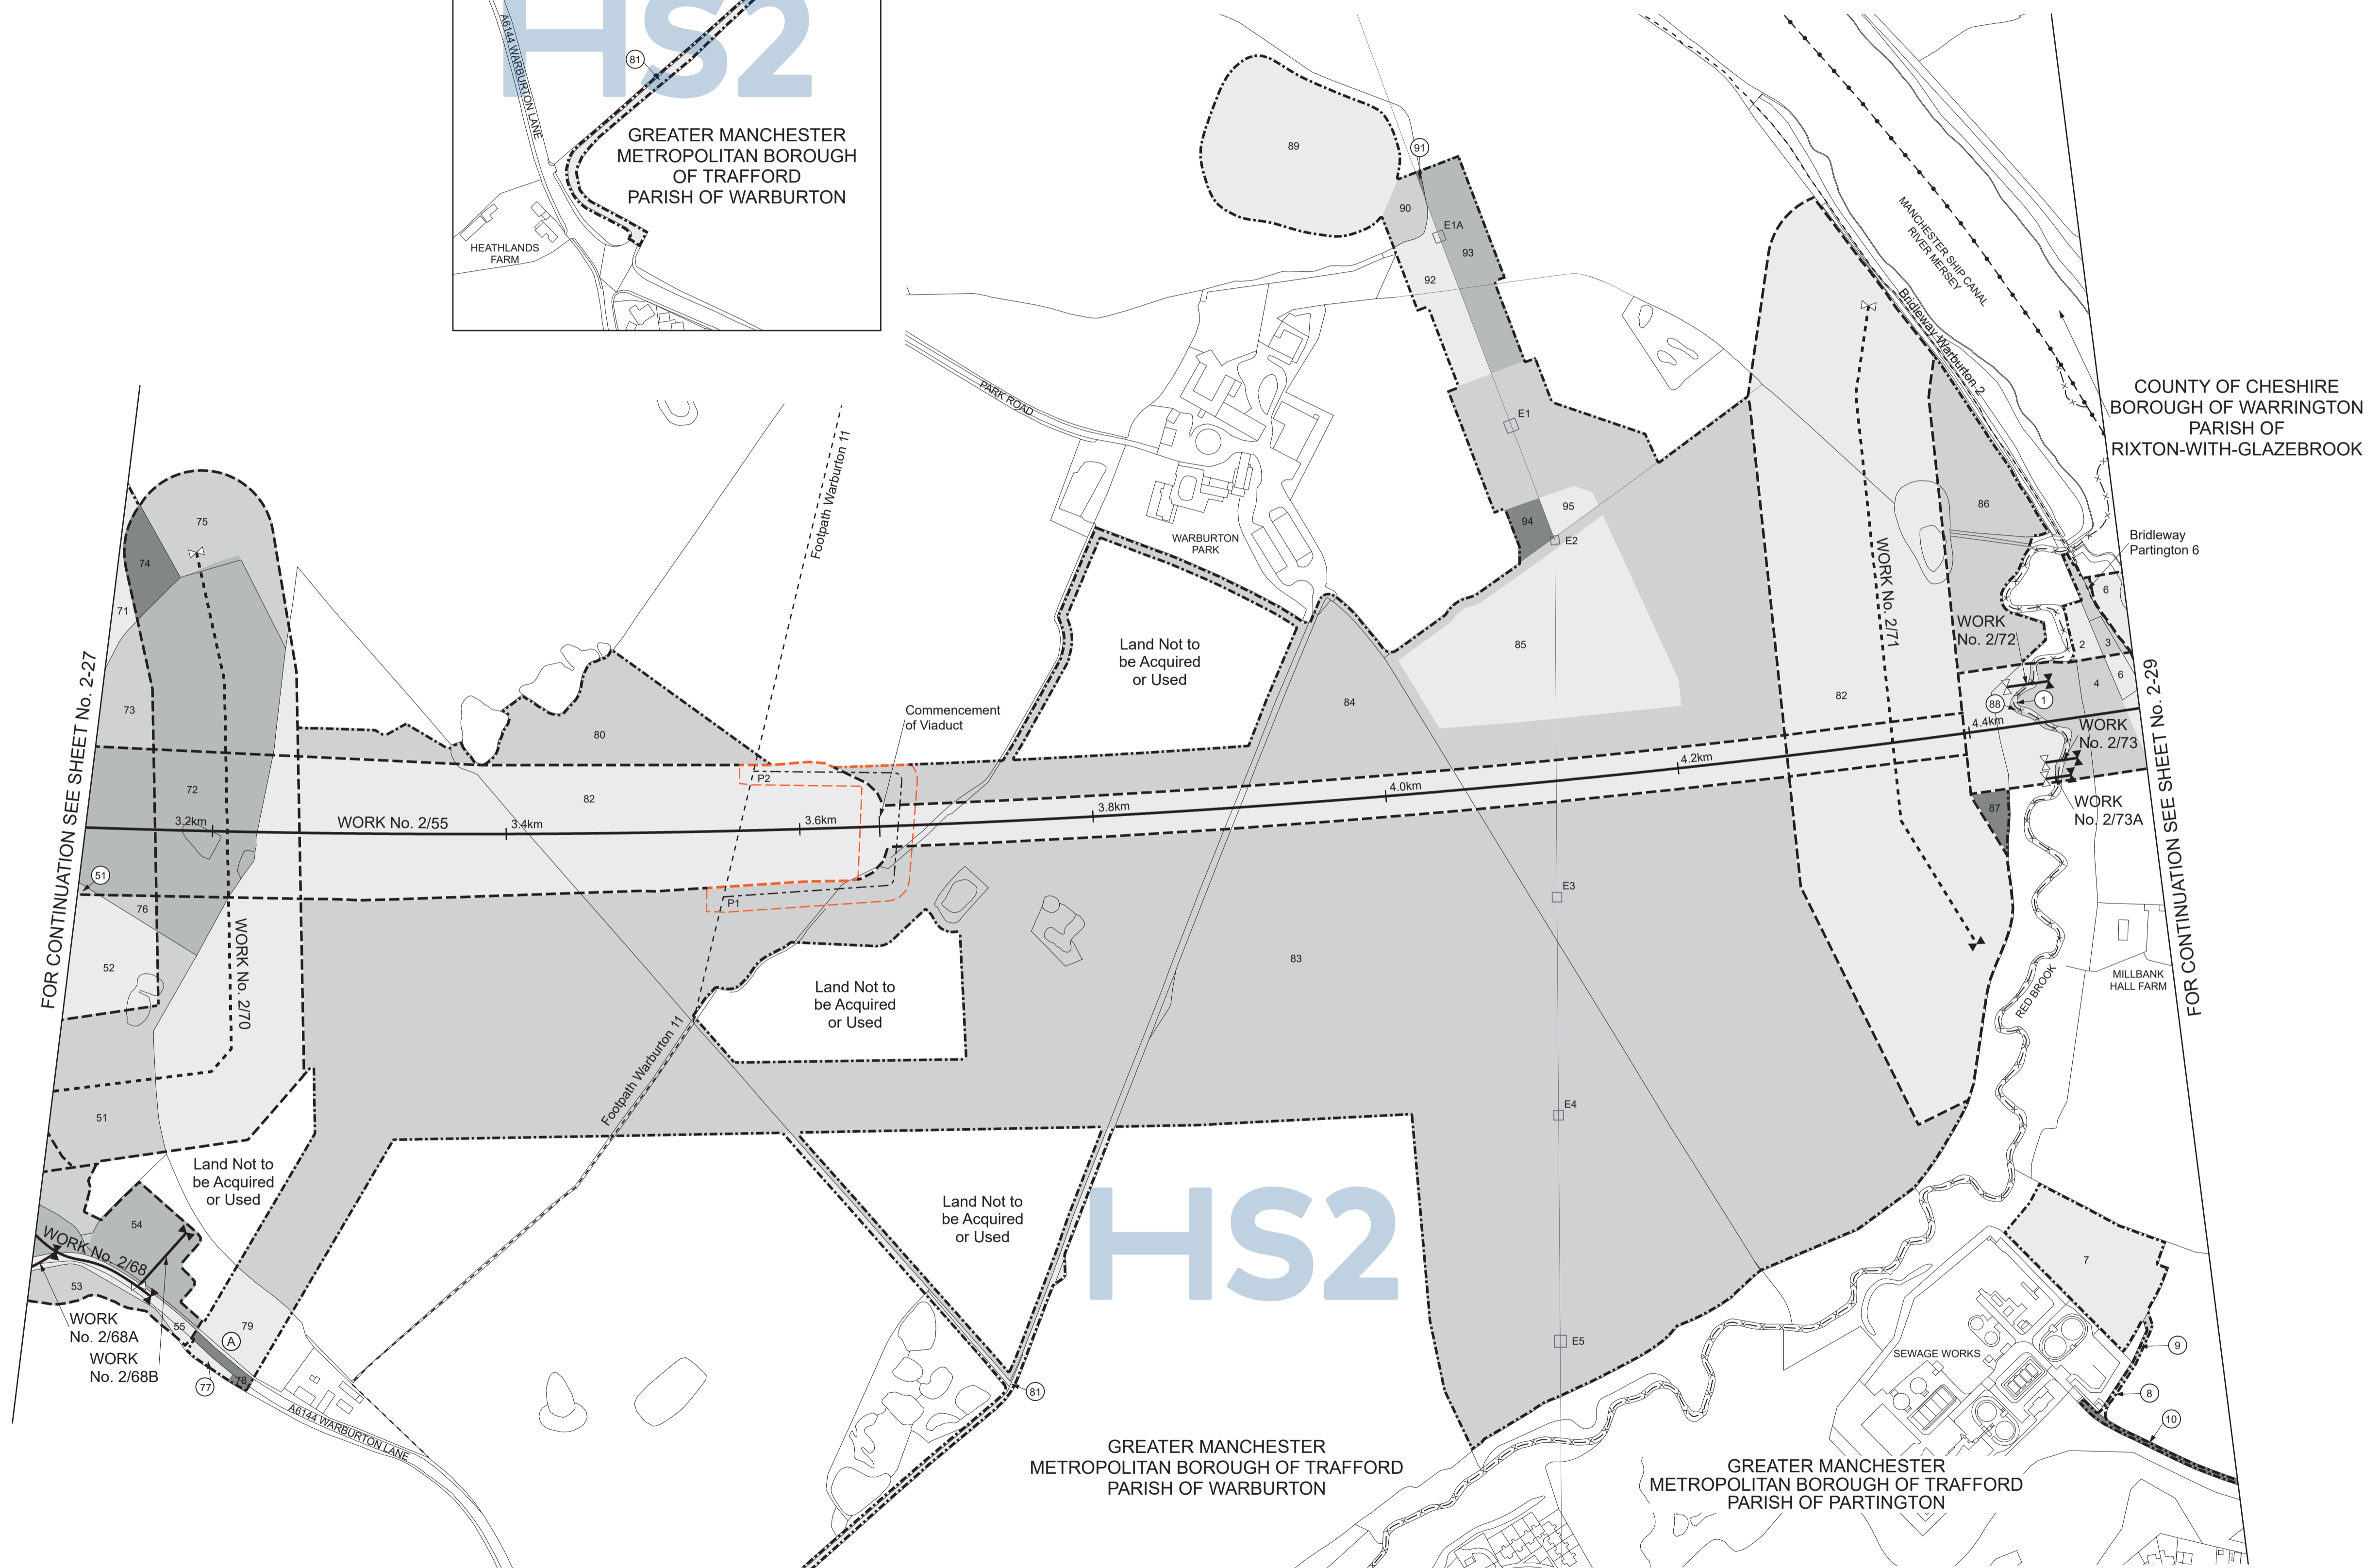 HS2
A6144 WARBURTON LANE
81
GREATER MANCHESTER
METROPOLITAN BOROUGH
OF TRAFFORD
PARISH OF WARBURTON
HEATHLANDS
FARM
89
91
90
E1A
93
92
MANCHESTER SHIP CANAL
RIVER MERSEY
Bridleway Warburton 2
COUNTY OF CHESHIRE
BOROUGH OF WARRINGTON
PARISH OF
RIXTON-WITH-GLAZEBROOK
PARK ROAD
E1
Footpath Warburton 11
WARBURTON
PARK
95
94
E2
86
Bridleway
Partington 6
75
74
71
73
72
FOR CONTINUATION SEE SHEET No. 2-27
Land Not to
be Acquired
or Used
80
Commencement
of Viaduct
84
85
82
WORK No. 2/71
WORK
No. 2/72
6
2
3
4
6
88
1
WORK
No. 2/73
FOR CONTINUATION SEE SHEET No. 2-29
P2
82
3.2km
WORK No. 2/55
3.4km
3.6km
3.8km
4.0km
4.2km
4.4km
87
WORK
No. 2/73A
51
76
P1
E3
52
WORK No. 2/70
Land Not to
be Acquired
or Used
83
RED BROOK
MILLBANK
HALL FARM
51
Footpath Warburton 11
E4
Land Not to
be Acquired
or Used
Land Not to
be Acquired
or Used
HS2
54
WORK No. 2/68
53
WORK
No. 2/68A
WORK
No. 2/68B
55
79
A
77
78
A6144 WARBURTON LANE
81
E5
7
SEWAGE WORKS
9
8
10
GREATER MANCHESTER
METROPOLITAN BOROUGH OF TRAFFORD
PARISH OF WARBURTON
GREATER MANCHESTER
METROPOLITAN BOROUGH OF TRAFFORD
PARISH OF PARTINGTON